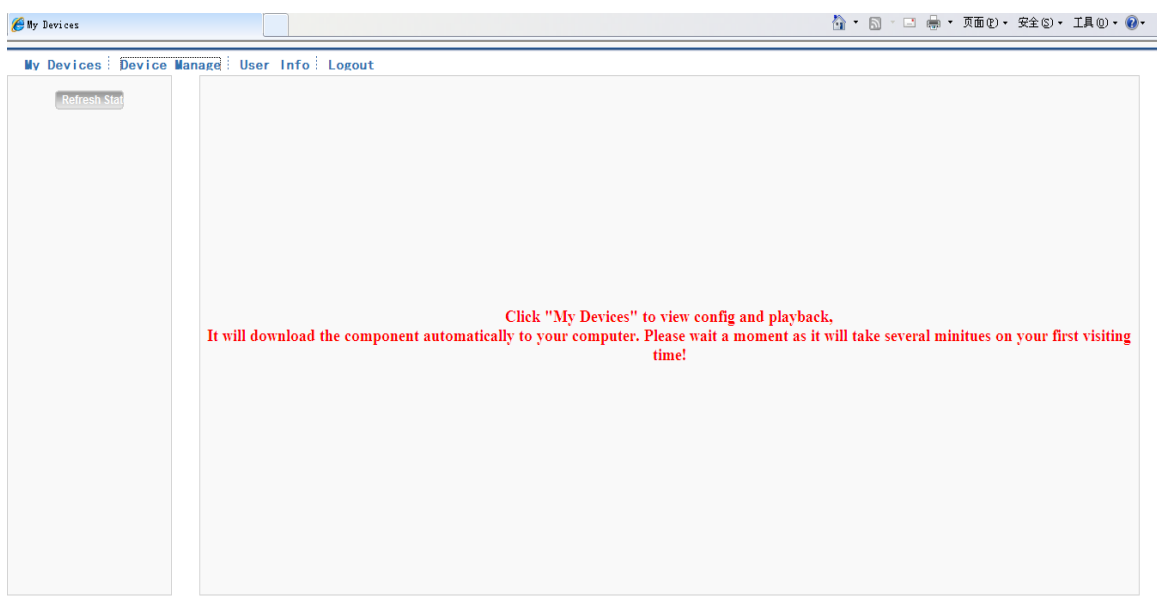 My Devices
页面(P) 安全(S) 工具(O)
My Devices Device Manage User Info Logout
Refresh Stat
Click "My Devices" to view config and playback,
It will download the component automatically to your computer. Please wait a moment as it will take several minitues on your first visiting
time!